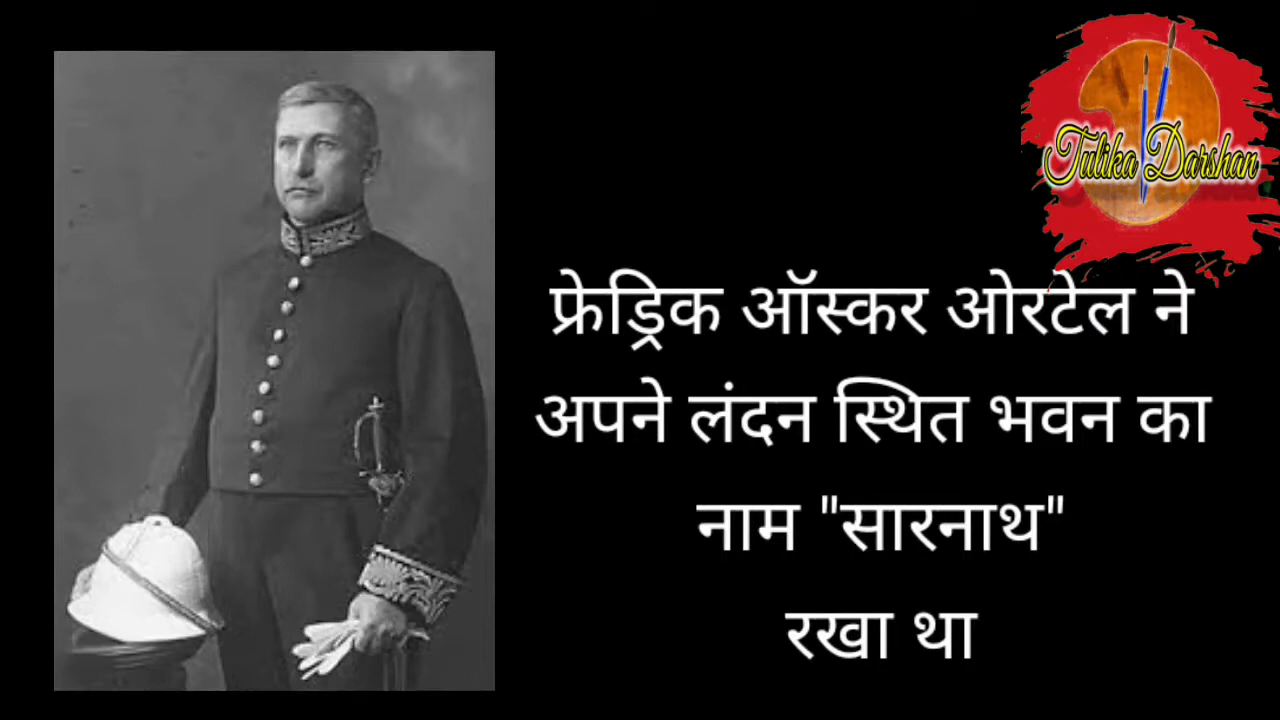 Tulika Darshan
फ्रेड्रिक ऑस्कर ओरटेल ने
अपने लंदन स्थित भवन का
नाम "सारनाथ"
रखा था